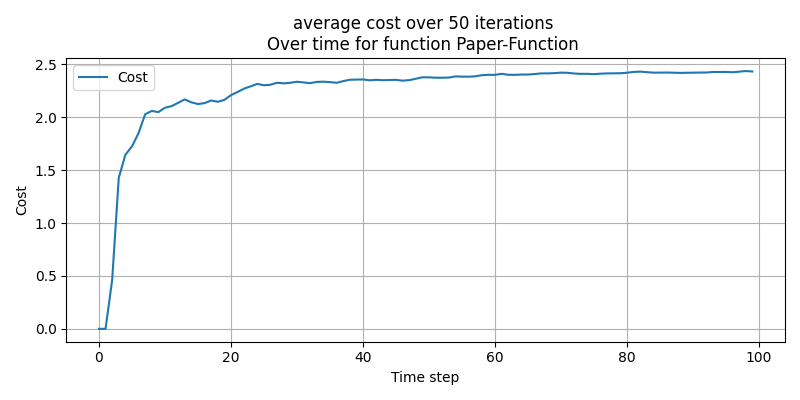 average cost over 50 iterations
Over time for function Paper-Function
Cost
2.5
2.0
1.5
1.0
0.5
0.0
Cost
0 20 40 60 80 100
Time step